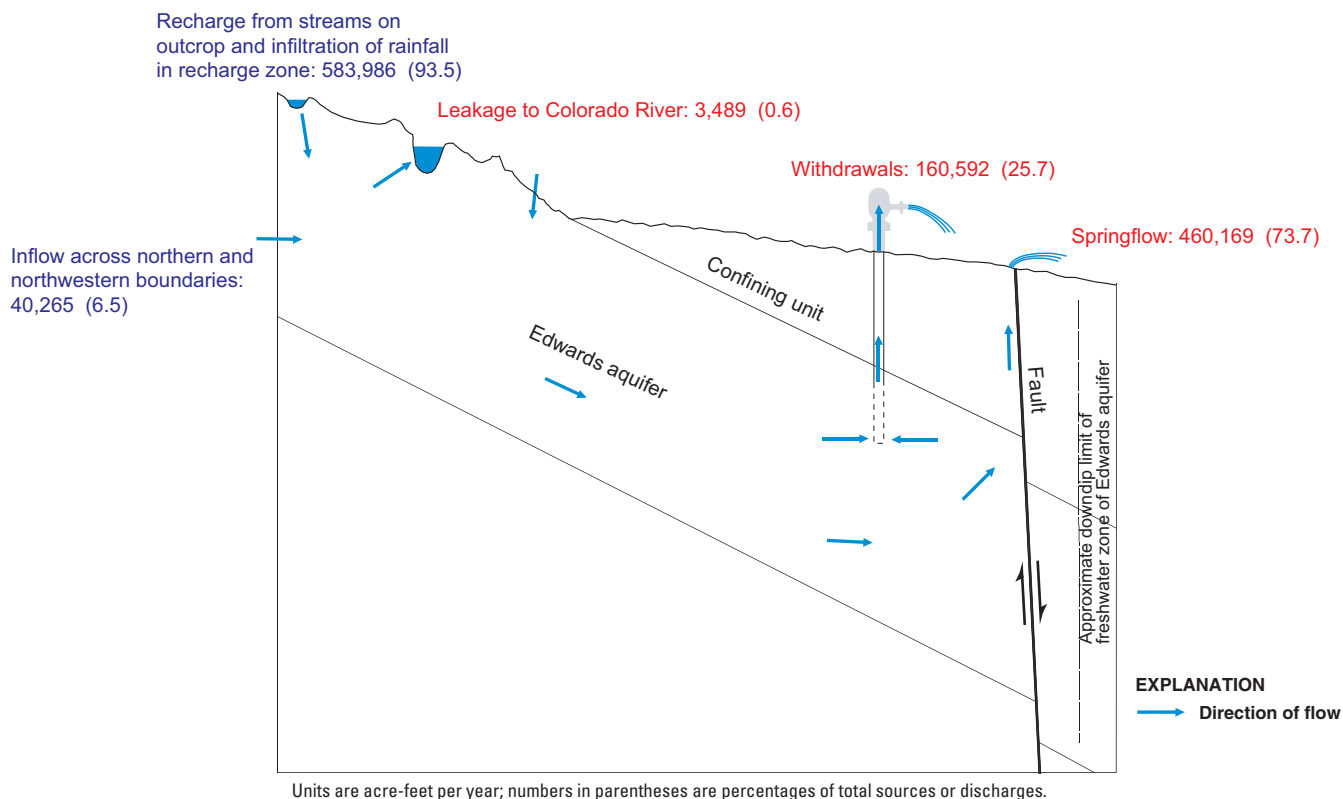 Recharge from streams on
outcrop and infiltration of rainfall
in recharge zone: 583,986 (93.5)
Leakage to Colorado River: 3,489 (0.6)
Withdrawals: 160,592 (25.7)
Springflow: 460,169 (73.7)
Inflow across northern and
northwestern boundaries:
40,265 (6.5)
Confining unit
Edwards aquifer
Fault
Approximate downdip limit of
freshwater zone of Edwards aquifer
EXPLANATION
Direction of flow
Units are acre-feet per year; numbers in parentheses are percentages of total sources or discharges.